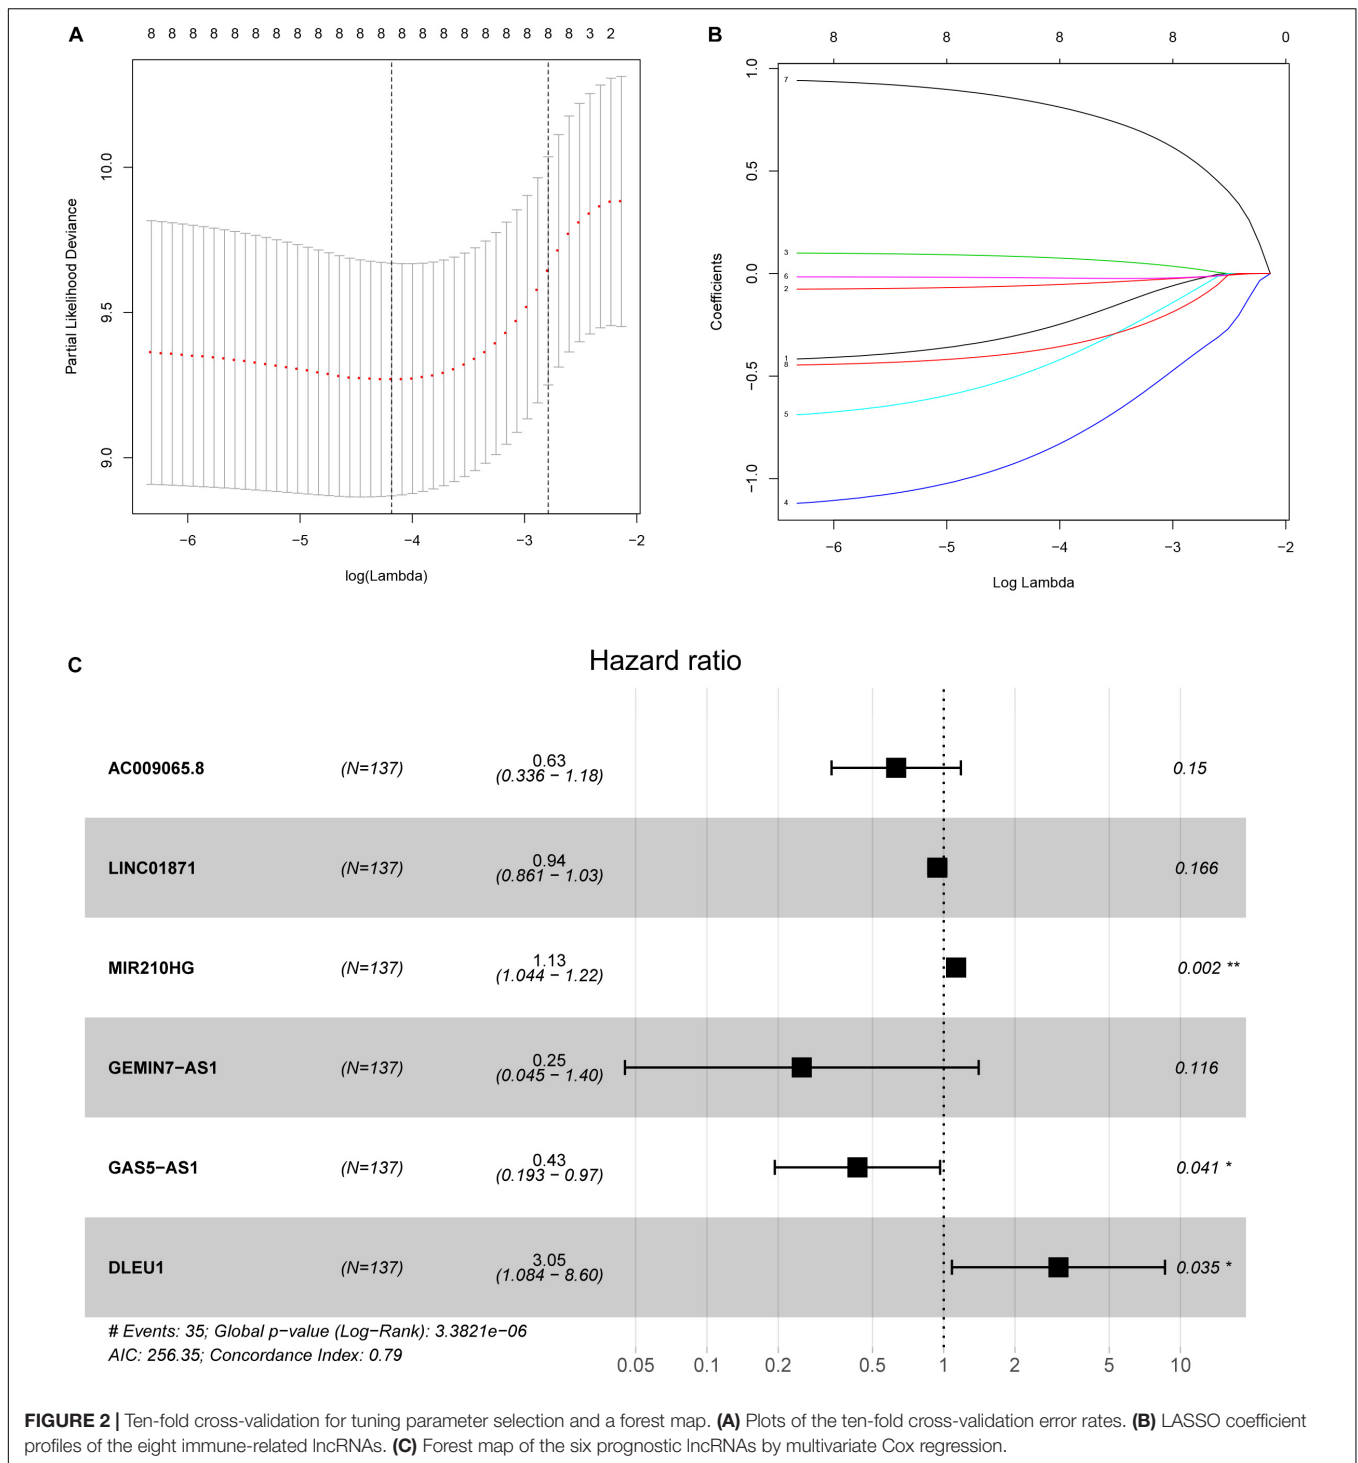 A
8 8 8 8 8 8 8 8 8 8 8 8 8 8 8 8 8 8 8 8 8 3 2
Partial Likelihood Deviance
10.0
9.5
9.0
−6 −5 −4 −3 −2
log(Lambda)
B
8 8 8 8 0
Coefficients
1.0
0.5
0.0
−0.5
−1.0
7
3
6
2
1
8
5
4
−6 −5 −4 −3 −2
Log Lambda
C
Hazard ratio
AC009065.8 (N=137) 0.63 (0.336 − 1.18) 0.15
LINC01871 (N=137) 0.94 (0.861 − 1.03) 0.166
MIR210HG (N=137) 1.13 (1.044 − 1.22) 0.002 **
GEMIN7−AS1 (N=137) 0.25 (0.045 − 1.40) 0.116
GAS5−AS1 (N=137) 0.43 (0.193 − 0.97) 0.041 *
DLEU1 (N=137) 3.05 (1.084 − 8.60) 0.035 *
# Events: 35; Global p−value (Log−Rank): 3.3821e−06
AIC: 256.35; Concordance Index: 0.79
0.05 0.1 0.2 0.5 1 2 5 10
FIGURE 2 | Ten-fold cross-validation for tuning parameter selection and a forest map. (A) Plots of the ten-fold cross-validation error rates. (B) LASSO coefficient
profiles of the eight immune-related lncRNAs. (C) Forest map of the six prognostic lncRNAs by multivariate Cox regression.